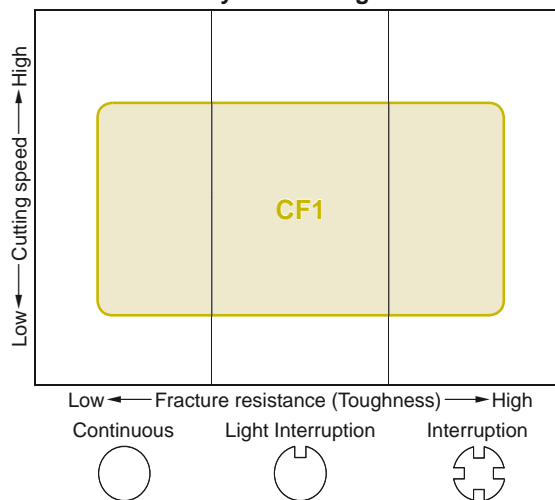 High
Cutting speed
Low
CF1
Low Fracture resistance (Toughness) High
Continuous Light Interruption Interruption